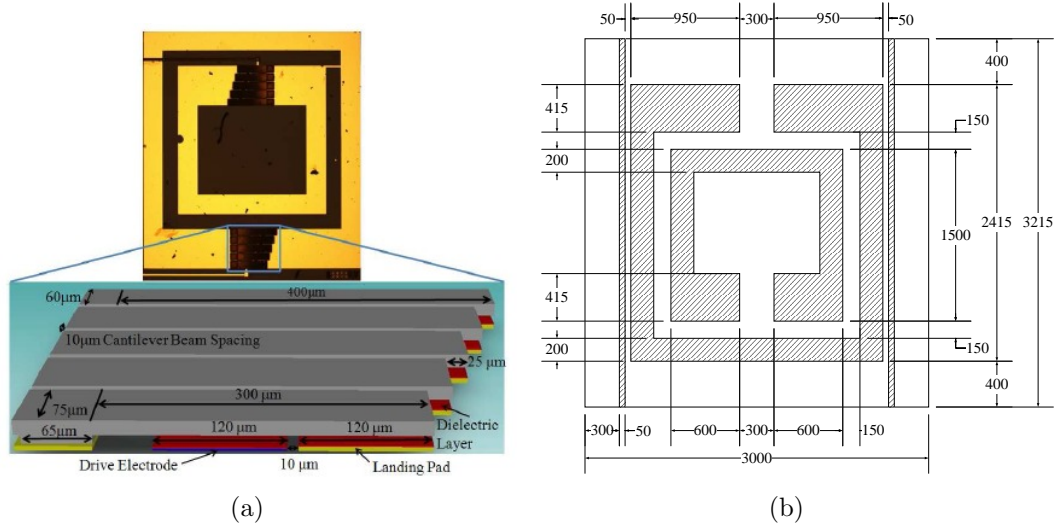 60μm
400μm
10μm Cantilever Beam Spacing
25 μm
75μm
300 μm
65μm
120 μm
120 μm
Dielectric
Layer
Drive Electrode
10 μm
Landing Pad
(a)
50
950
300
950
50
400
415
150
200
1500
2415
3215
415
200
150
400
300
50
600
300
600
150
3000
(b)